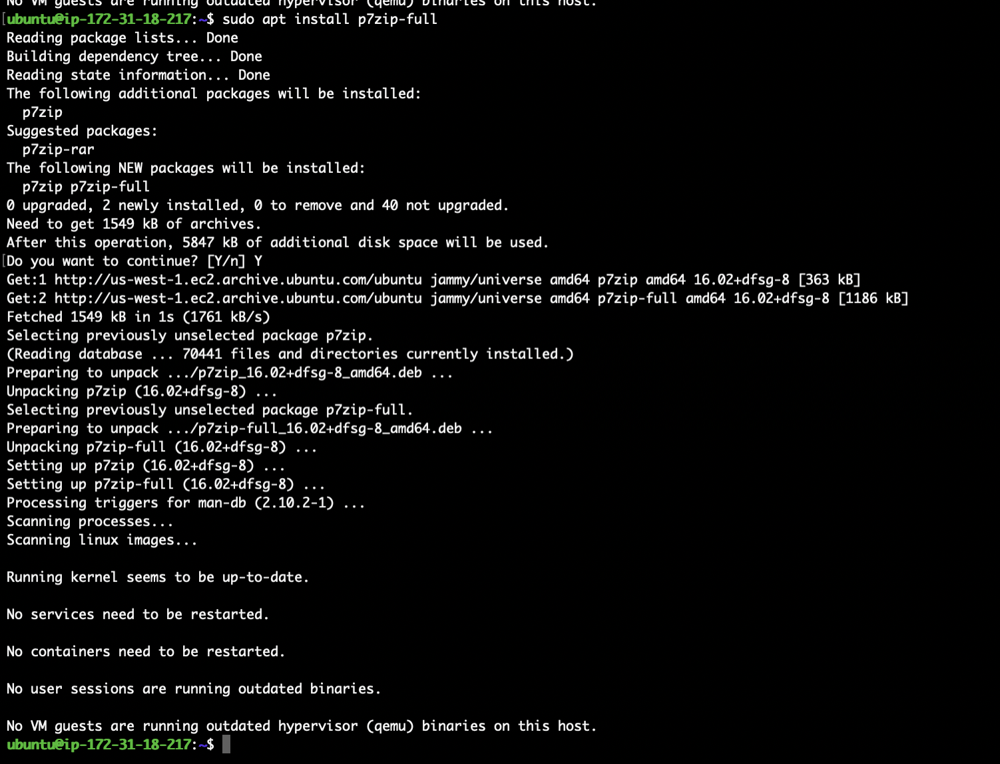 No VM guests are running outdated hypervisor (qemu) binaries on this host.
ubuntu@ip-172-31-18-217:~$ sudo apt install p7zip-full
Reading package lists... Done
Building dependency tree... Done
Reading state information... Done
The following additional packages will be installed:
  p7zip
Suggested packages:
  p7zip-rar
The following NEW packages will be installed:
  p7zip p7zip-full
0 upgraded, 2 newly installed, 0 to remove and 40 not upgraded.
Need to get 1549 kB of archives.
After this operation, 5847 kB of additional disk space will be used.
Do you want to continue? [Y/n] Y
Get:1 http://us-west-1.ec2.archive.ubuntu.com/ubuntu jammy/universe amd64 p7zip amd64 16.02+dfsg-8 [363 kB]
Get:2 http://us-west-1.ec2.archive.ubuntu.com/ubuntu jammy/universe amd64 p7zip-full amd64 16.02+dfsg-8 [1186 kB]
Fetched 1549 kB in 1s (1761 kB/s)
Selecting previously unselected package p7zip.
(Reading database ... 70441 files and directories currently installed.)
Preparing to unpack .../p7zip_16.02+dfsg-8_amd64.deb ...
Unpacking p7zip (16.02+dfsg-8) ...
Selecting previously unselected package p7zip-full.
Preparing to unpack .../p7zip-full_16.02+dfsg-8_amd64.deb ...
Unpacking p7zip-full (16.02+dfsg-8) ...
Setting up p7zip (16.02+dfsg-8) ...
Setting up p7zip-full (16.02+dfsg-8) ...
Processing triggers for man-db (2.10.2-1) ...
Scanning processes...
Scanning linux images...
Running kernel seems to be up-to-date.
No services need to be restarted.
No containers need to be restarted.
No user sessions are running outdated binaries.
No VM guests are running outdated hypervisor (qemu) binaries on this host.
ubuntu@ip-172-31-18-217:~$